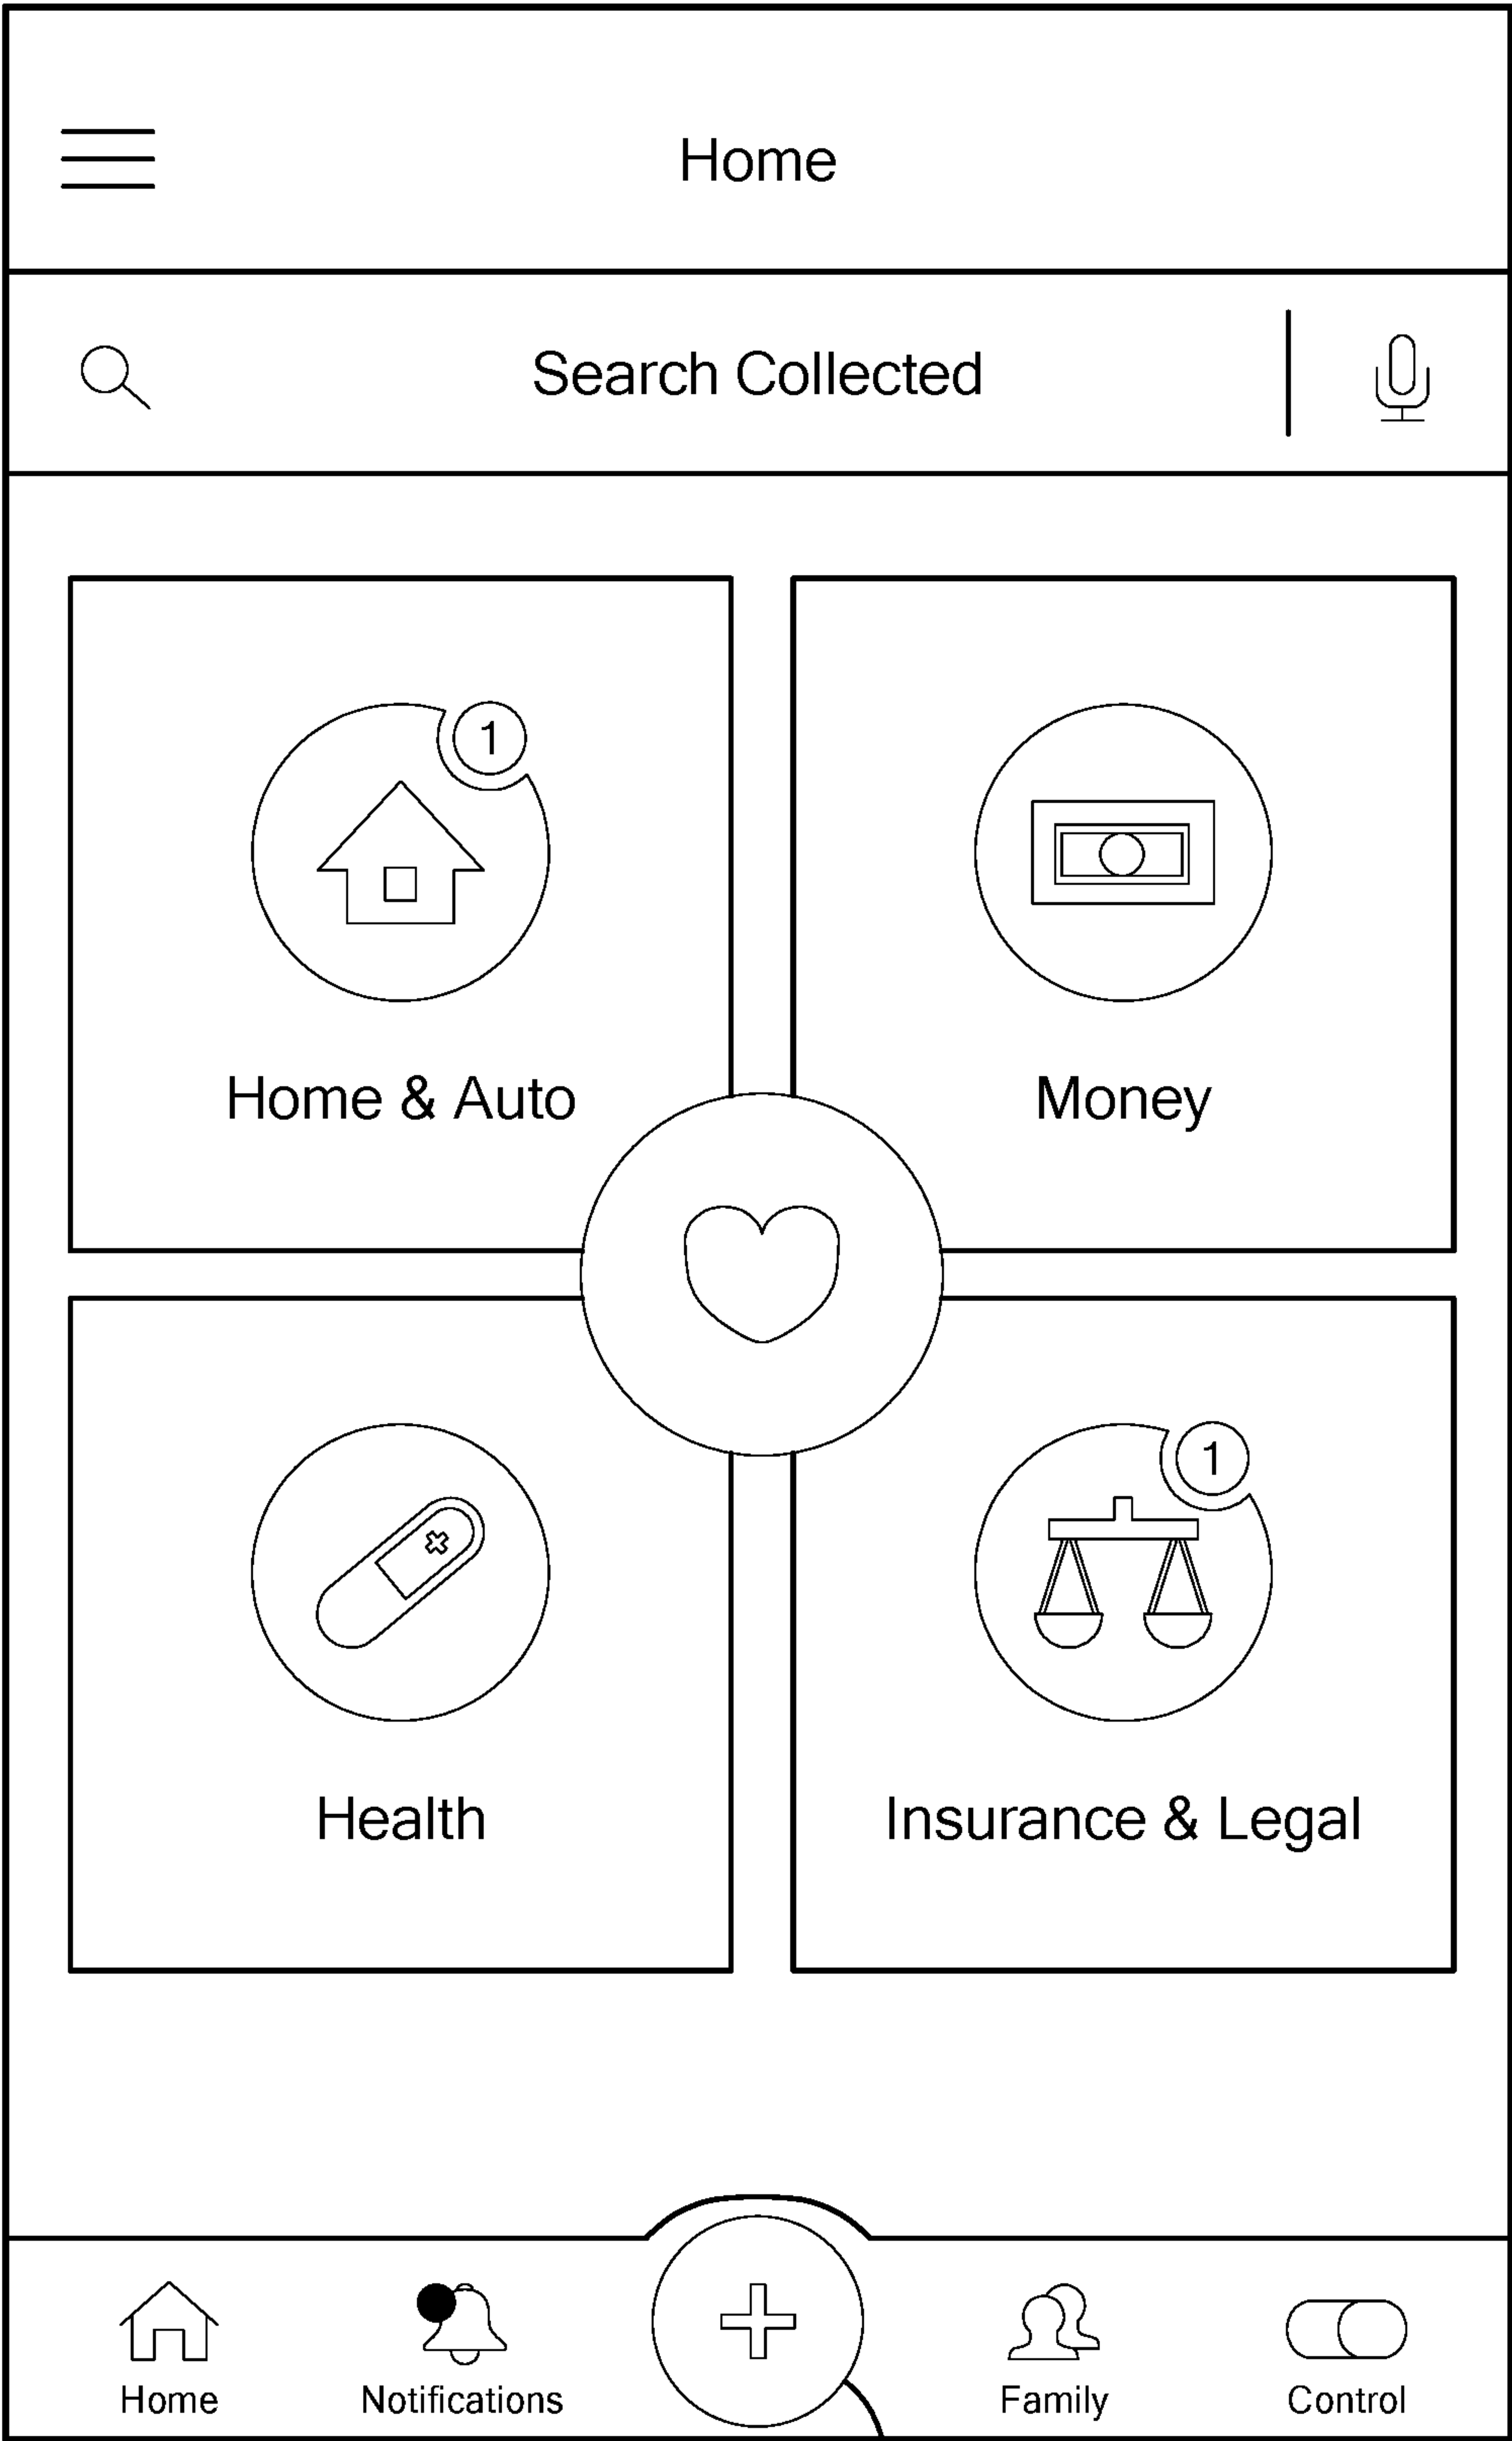 Home
Search Collected
1
Home & Auto
Money
1
Health
Insurance & Legal
Home
Notifications
Family
Control